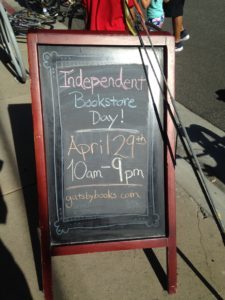 Independent
Bookstore
Day!
April 29th
10am-9pm
gatsbybooks.com